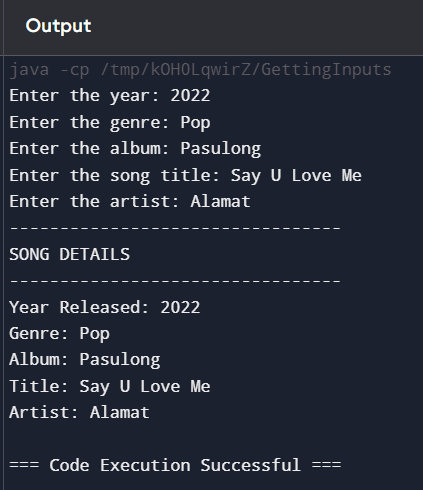 Output
java -cp /tmp/kOH0LqwirZ/GettingInputs
Enter the year: 2022
Enter the genre: Pop
Enter the album: Pasulong
Enter the song title: Say U Love Me
Enter the artist: Alamat
---------------------------------
SONG DETAILS
---------------------------------
Year Released: 2022
Genre: Pop
Album: Pasulong
Title: Say U Love Me
Artist: Alamat
=== Code Execution Successful ===